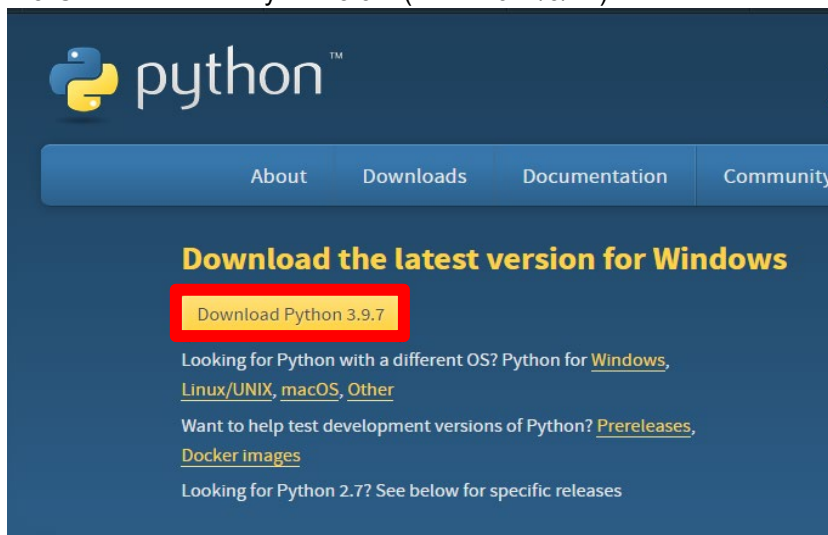 python™
About Downloads Documentation Community
Download the latest version for Windows
Download Python 3.9.7
Looking for Python with a different OS? Python for Windows,
Linux/UNIX, macOS, Other
Want to help test development versions of Python? Prereleases,
Docker images
Looking for Python 2.7? See below for specific releases